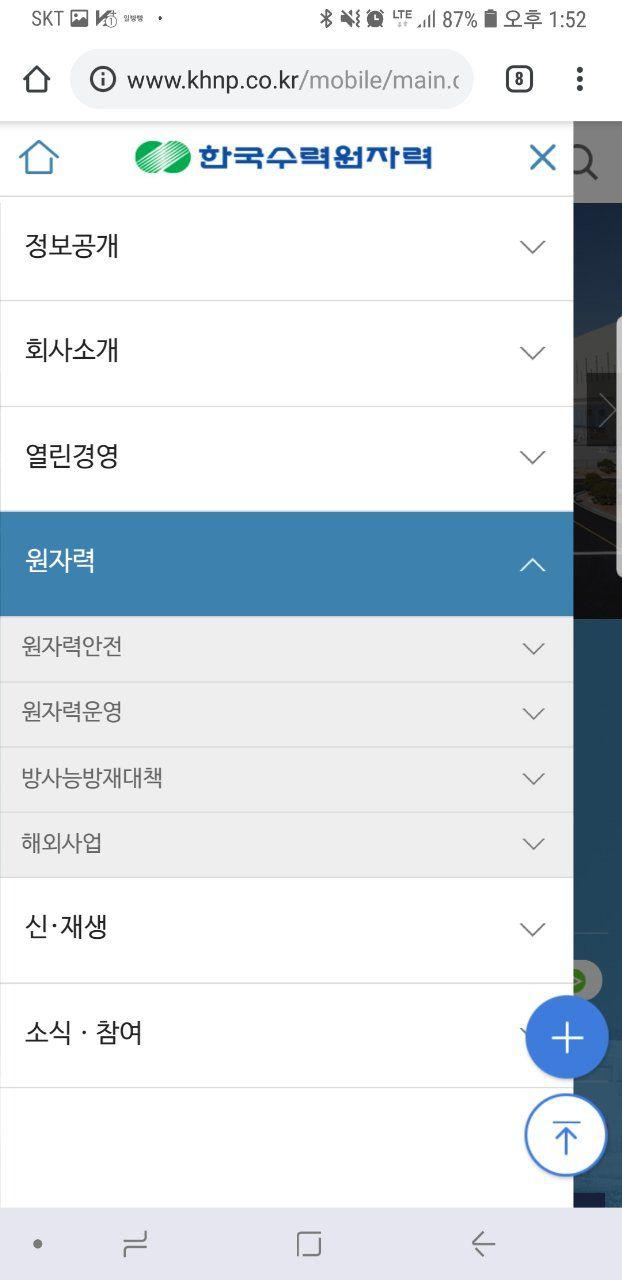 SKT 87% 오후 1:52
LTE
www.khnp.co.kr/mobile/main.c
8
한국수력원자력
정보공개
회사소개
열린경영
원자력
원자력안전
원자력운영
방사능방재대책
해외사업
신·재생
소식 · 참여